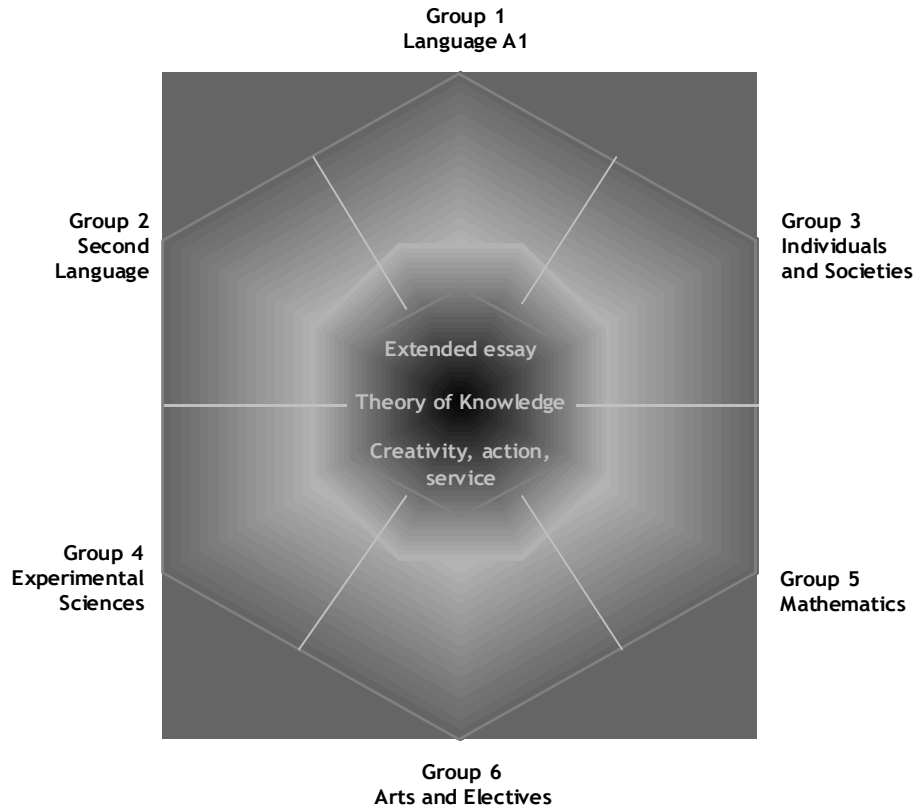 Group 1
Language A1
Group 2
Second
Language
Group 3
Individuals
and Societies
Extended essay
Theory of Knowledge
Creativity, action,
service
Group 4
Experimental
Sciences
Group 5
Mathematics
Group 6
Arts and Electives